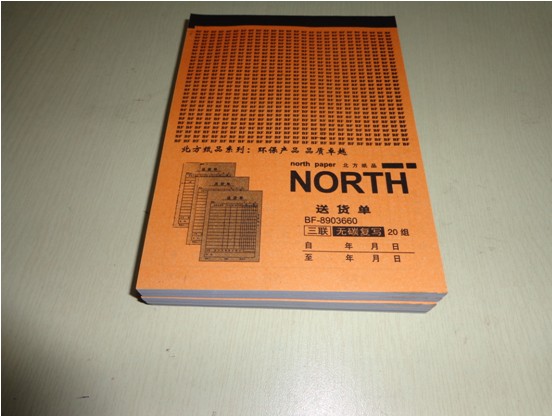 北方纸品系列：环保产品 品质卓越
north paper 北方纸品
NORTH
送货单
BF-8903660
三联 无碳复写 20组
自 年 月 日
至 年 月 日